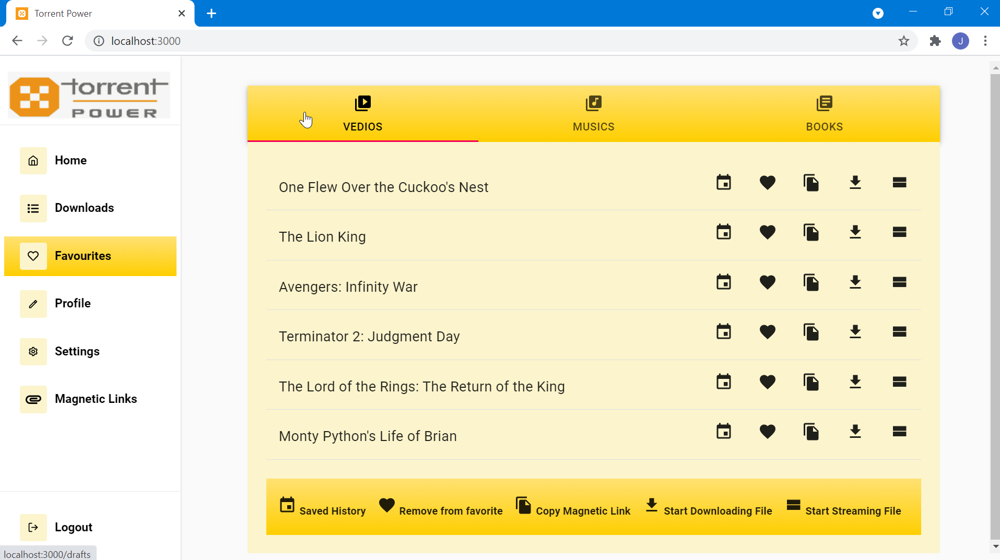 Torrent Power
localhost:3000
J
torrent
POWER
Home
Downloads
Favourites
Profile
Settings
Magnetic Links
Logout
localhost:3000/drafts
VEDIOS
MUSICS
BOOKS
One Flew Over the Cuckoo's Nest
The Lion King
Avengers: Infinity War
Terminator 2: Judgment Day
The Lord of the Rings: The Return of the King
Monty Python's Life of Brian
Saved History Remove from favorite Copy Magnetic Link Start Downloading File Start Streaming File